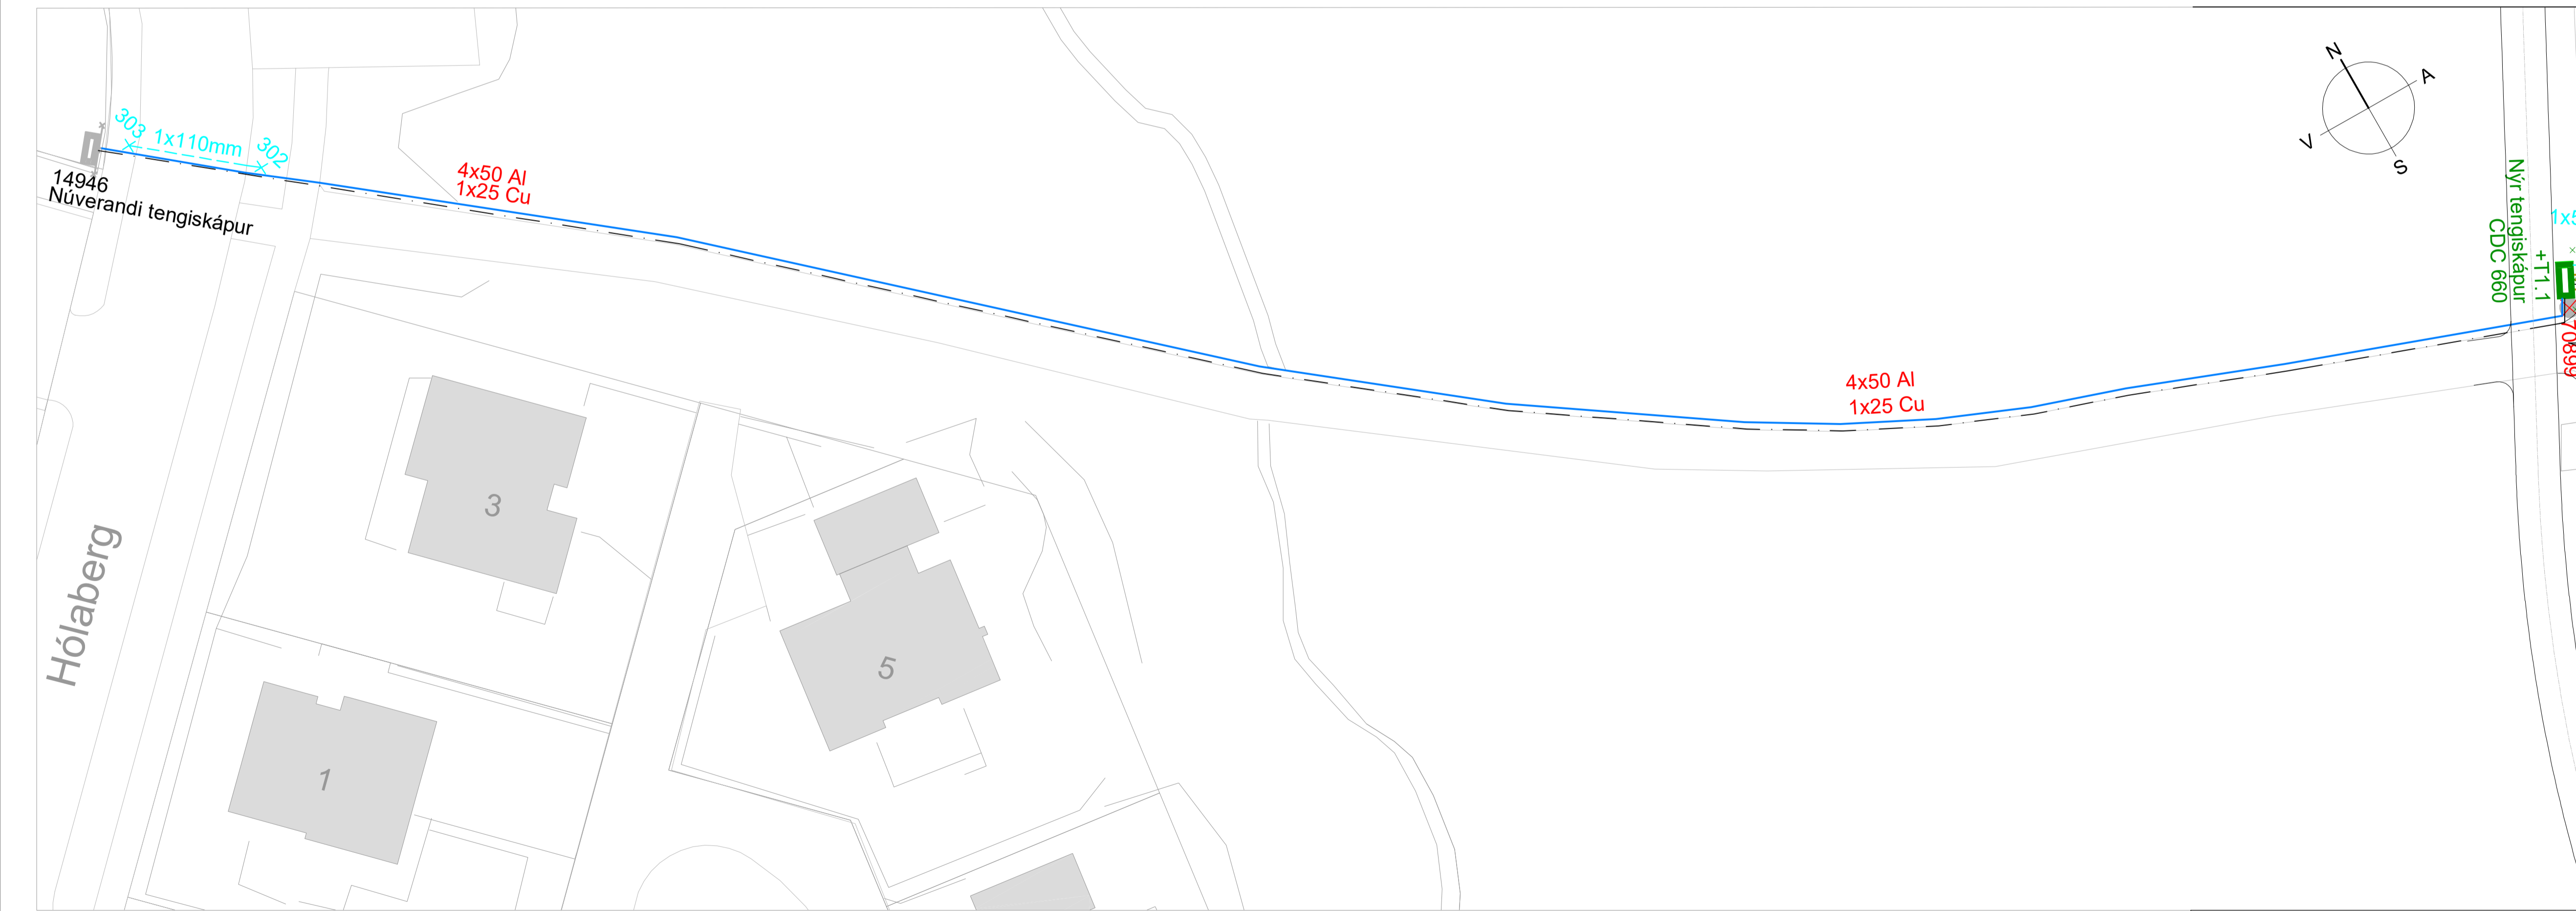 303
1x110mm
302
14946
Núverandi tengiskápur
4x50 Al
1x25 Cu
4x50 Al
1x25 Cu
N
A
V
S
Nýr tengiskápur
CDC 660
+T1.1
70899
Hólaberg
3
5
1